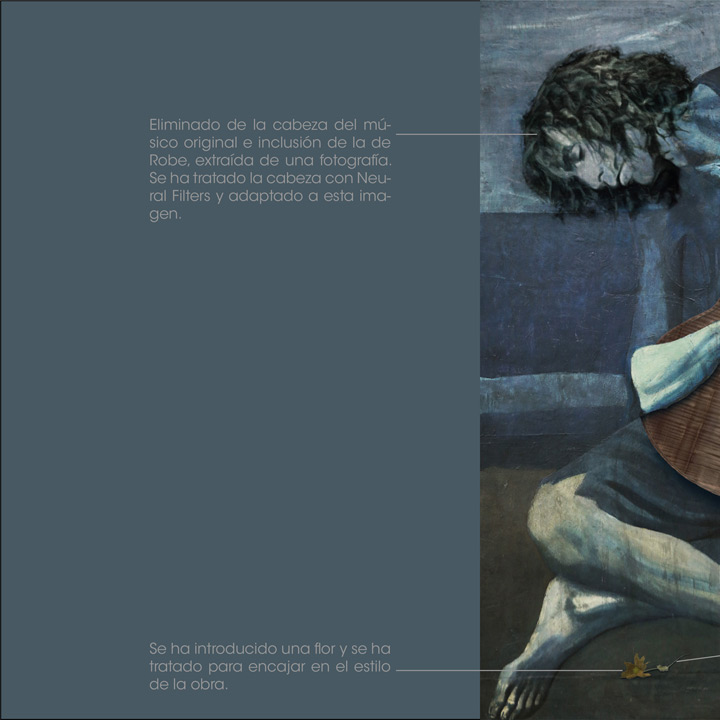 Eliminado de la cabeza del mú-
sico original e inclusión de la de
Robe, extraída de una fotografía.
Se ha tratado la cabeza con Neu-
ral Filters y adaptado a esta ima-
gen.
Se ha introducido una flor y se ha
tratado para encajar en el estilo
de la obra.